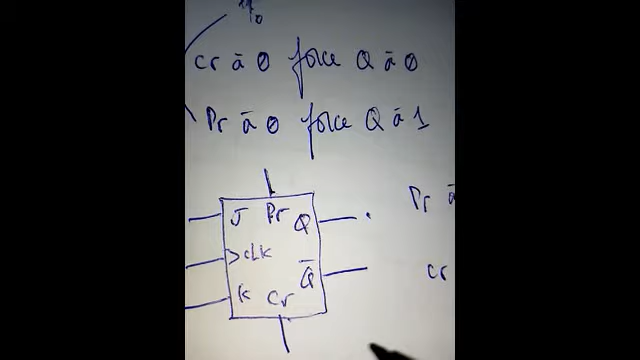 Cr à 0 force Q à 0
Pr à 0 force Q à 1
J Pr Q
CLK
K Cr Q̅
Pr à
Cr